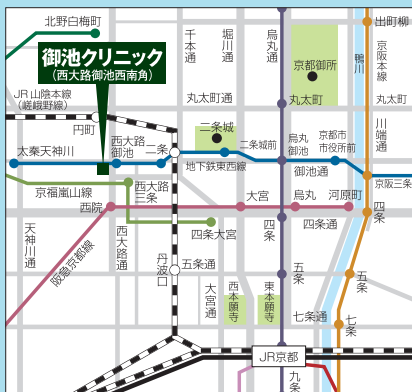 北野白梅町
御池クリニック
(西大路御池西南角)
千本通
堀川通
烏丸通
出町柳
京都御所
鴨川
京阪本線
JR山陰本線
(嵯峨野線)
丸太町通
丸太町
丸太町
円町
二条城
川端通
太秦天神川
西大路
御池
二条
二条城前
地下鉄東西線
烏丸
御池
京都市
市役所前
御池通
京阪三条
京福嵐山線
西大路
三条
西院
大宮
烏丸
河原町
四条通
四条
天神川通
阪急京都線
西大路通
四条大宮
四条
丹波口
五条通
五条
五条
大宮通
西本願寺
東本願寺
七条通
七条
JR京都
九条